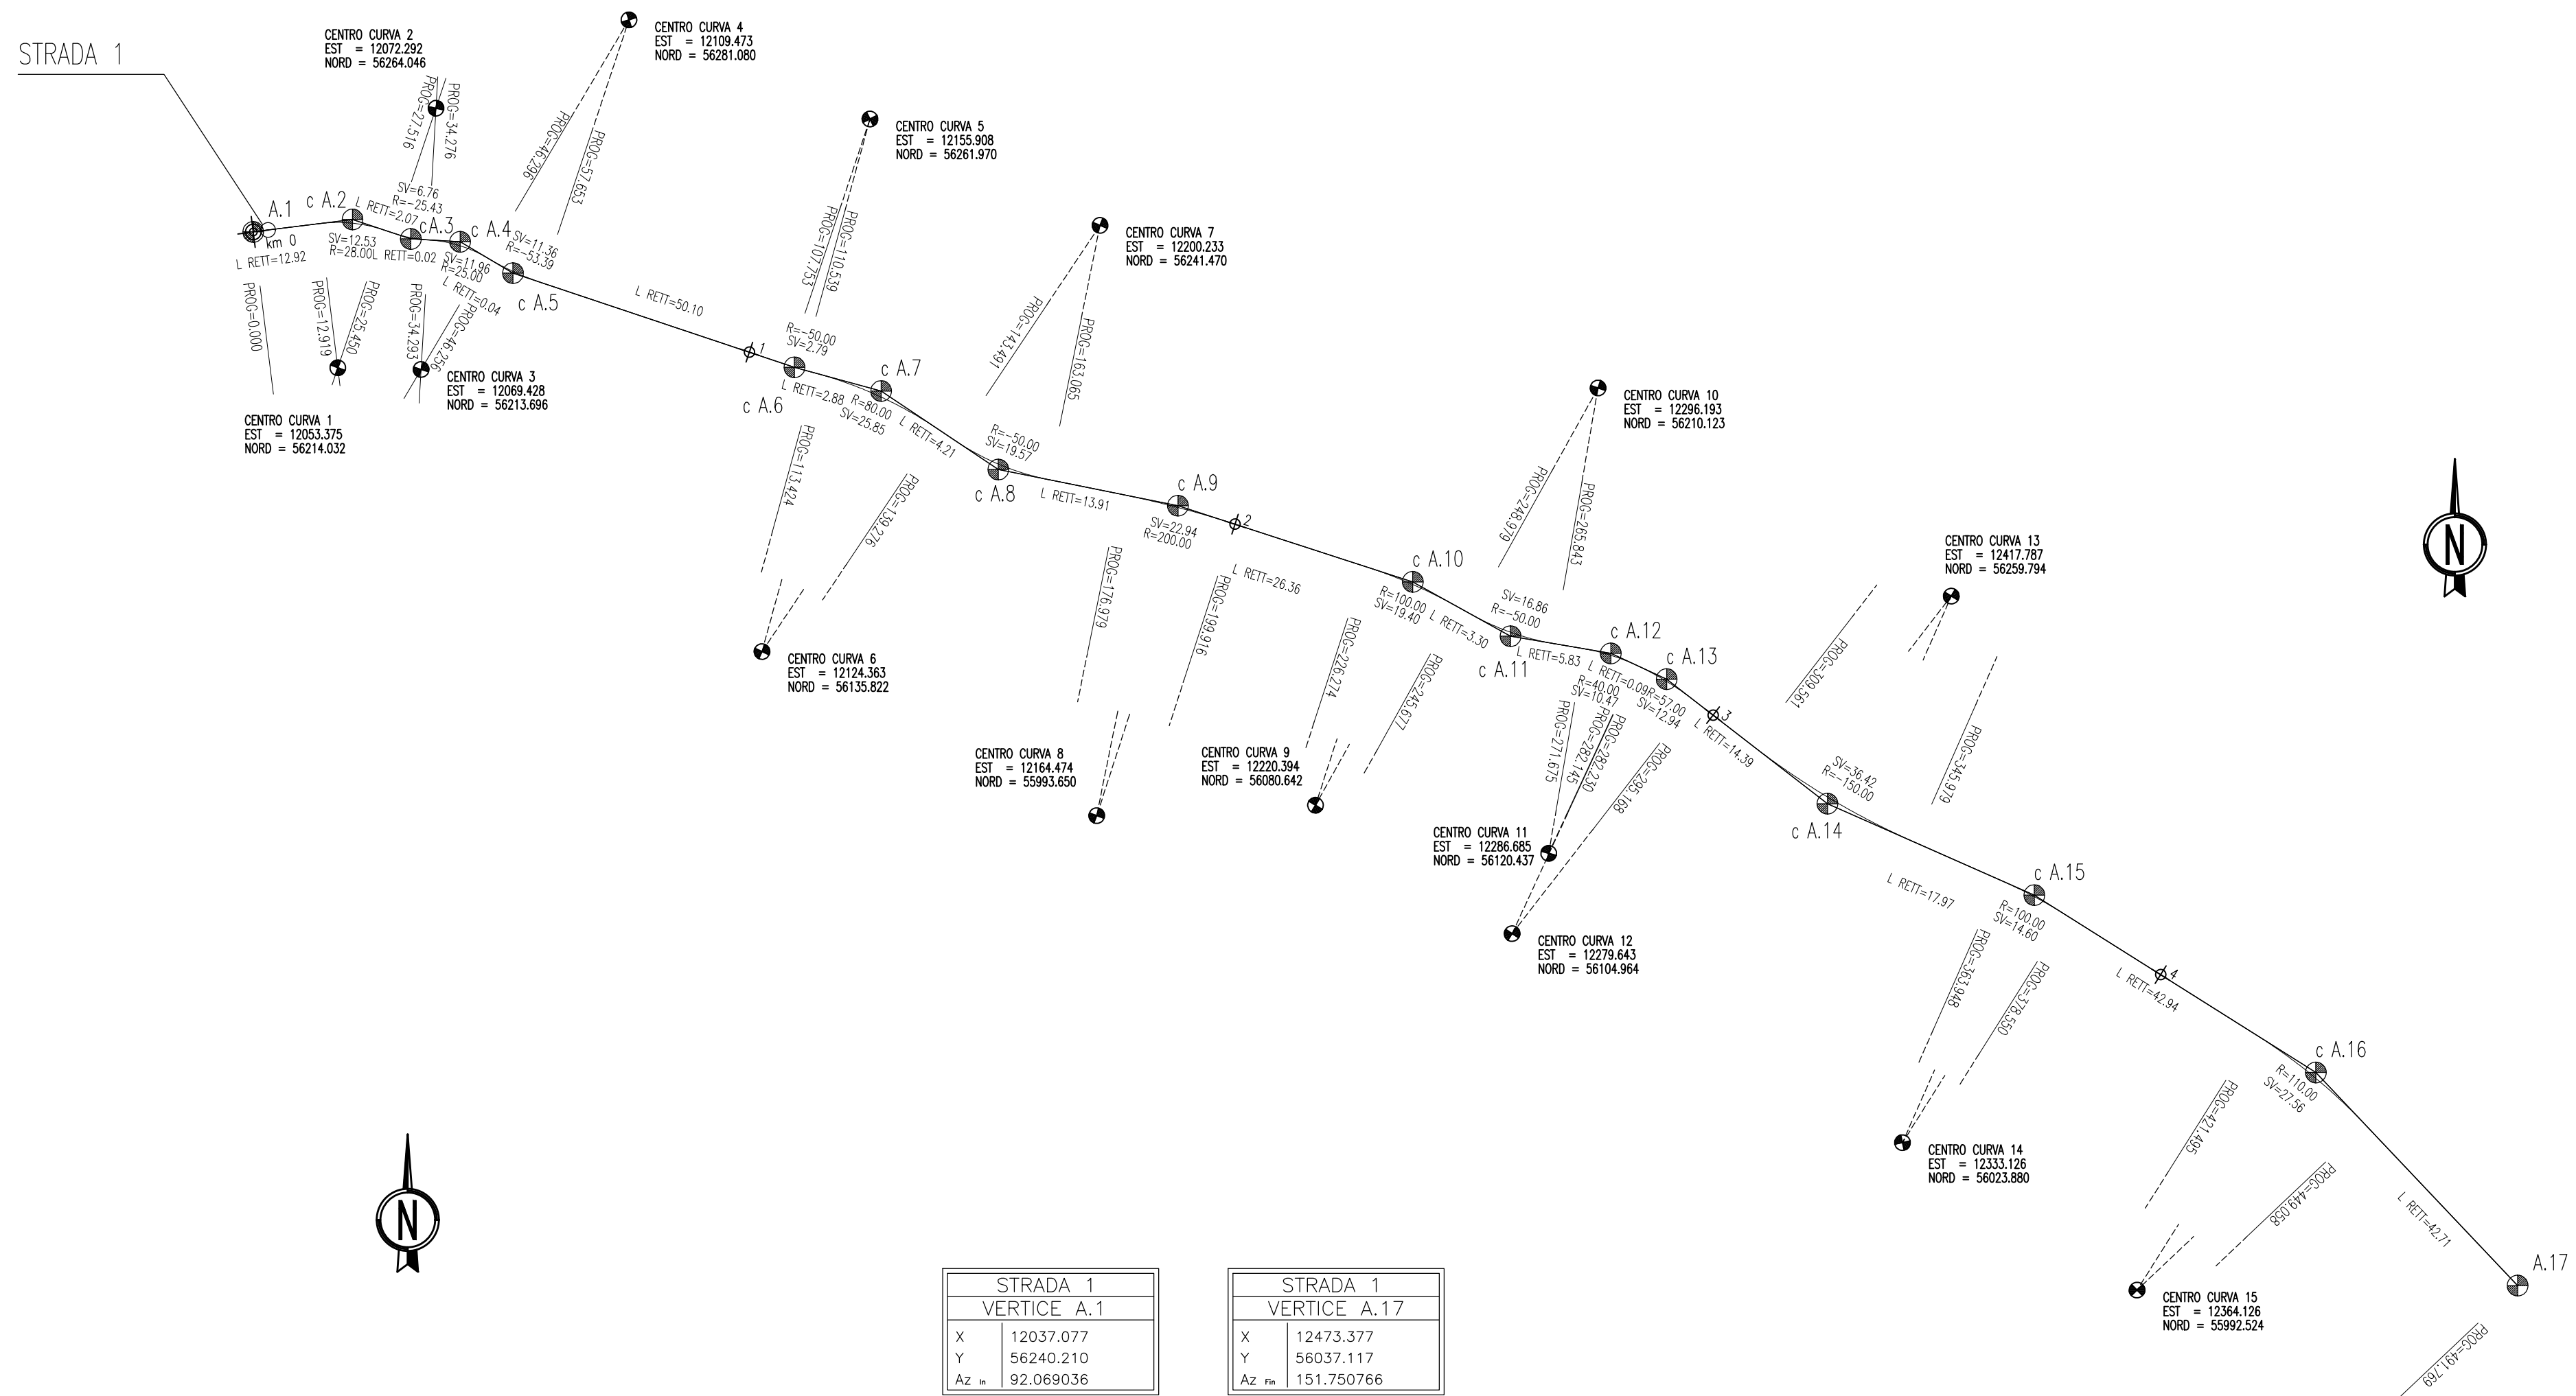 STRADA 1
CENTRO CURVA 2
EST = 12072.292
NORD = 56264.046
CENTRO CURVA 4
EST = 12109.473
NORD = 56281.080
CENTRO CURVA 5
EST = 12155.908
NORD = 56261.970
CENTRO CURVA 7
EST = 12200.233
NORD = 56241.470
PROG=27.516
PROG=34.276
PROG=46.296
PROG=57.653
PROG=107.753
PROG=110.539
PROG=143.491
PROG=163.065
A.1
km 0
c A.2
cA.3
c A.4
c A.5
L RETT=12.92
L RETT=2.07
SV=6.76
R=-25.43
SV=12.53
R=28.00
L RETT=0.02
SV=11.96
R=25.00
L RETT=0.04
SV=11.36
R=-53.39
L RETT=50.10
PROG=0.000
PROG=12.919
PROG=25.450
PROG=34.293
PROG=46.256
CENTRO CURVA 1
EST = 12053.375
NORD = 56214.032
CENTRO CURVA 3
EST = 12069.428
NORD = 56213.696
1
R=-50.00
SV=2.79
c A.6
c A.7
L RETT=2.88
R=80.00
SV=25.85
L RETT=4.21
R=-50.00
SV=19.57
c A.8
L RETT=13.91
c A.9
SV=22.94
R=200.00
2
PROG=113.424
PROG=139.276
CENTRO CURVA 6
EST = 12124.363
NORD = 56135.822
PROG=176.979
PROG=199.916
L RETT=26.36
CENTRO CURVA 10
EST = 12296.193
NORD = 56210.123
PROG=248.979
PROG=265.843
c A.10
R=100.00
SV=19.40
L RETT=3.30
SV=16.86
R=-50.00
c A.11
c A.12
c A.13
L RETT=5.83
L RETT=0.09
R=40.00
SV=10.47
R=57.00
SV=12.94
3
L RETT=14.39
PROG=226.274
PROG=245.677
PROG=271.675
PROG=282.145
PROG=282.230
PROG=295.168
CENTRO CURVA 8
EST = 12164.474
NORD = 55993.650
CENTRO CURVA 9
EST = 12220.394
NORD = 56080.642
CENTRO CURVA 11
EST = 12286.685
NORD = 56120.437
CENTRO CURVA 12
EST = 12279.643
NORD = 56104.964
CENTRO CURVA 13
EST = 12417.787
NORD = 56259.794
N
PROG=309.561
PROG=345.979
SV=36.42
R=-150.00
c A.14
L RETT=17.97
c A.15
R=100.00
SV=14.60
PROG=363.948
PROG=378.550
4
L RETT=42.94
c A.16
R=110.00
SV=27.56
CENTRO CURVA 14
EST = 12333.126
NORD = 56023.880
PROG=421.495
PROG=449.058
L RETT=42.71
A.17
CENTRO CURVA 15
EST = 12364.126
NORD = 55992.524
PROG=491.769
N
STRADA 1
VERTICE A.1
X 12037.077
Y 56240.210
Az In 92.069036
STRADA 1
VERTICE A.17
X 12473.377
Y 56037.117
Az Fin 151.750766